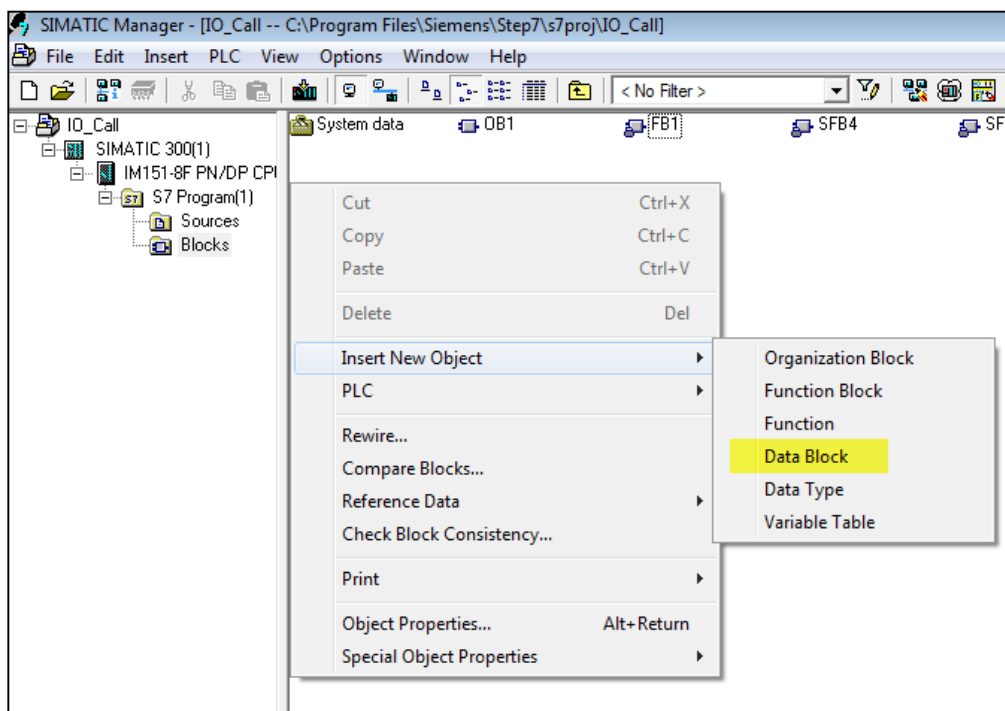 SIMATIC Manager - [IO_Call -- C:\Program Files\Siemens\Step7\s7proj\IO_Call]
File Edit Insert PLC View Options Window Help
< No Filter >
IO_Call
SIMATIC 300(1)
IM151-8F PN/DP CPU
S7 Program(1)
Sources
Blocks
System data OB1 FB1 SFB4 SF
Cut Ctrl+X
Copy Ctrl+C
Paste Ctrl+V
Delete Del
Insert New Object
PLC
Rewire...
Compare Blocks...
Reference Data
Check Block Consistency...
Print
Object Properties... Alt+Return
Special Object Properties
Organization Block
Function Block
Function
Data Block
Data Type
Variable Table